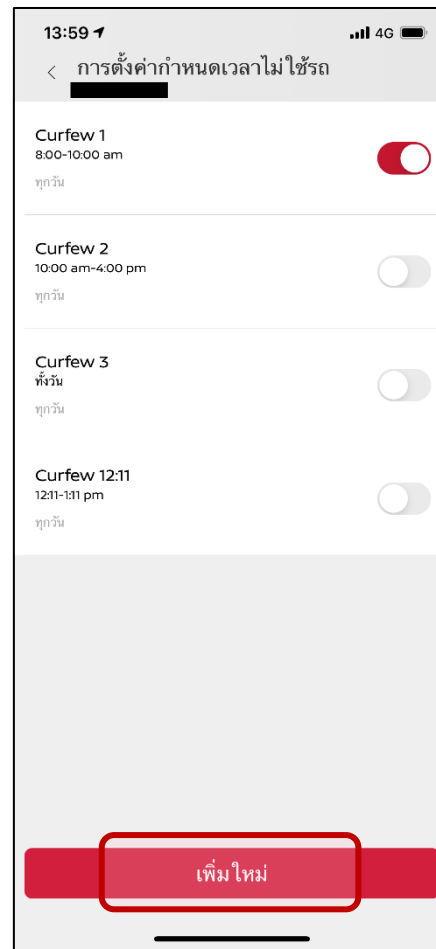 13:59
4G
การตั้งค่ากำหนดเวลาไม่ใช้รถ
Curfew 1
8:00-10:00 am
ทุกวัน
Curfew 2
10:00 am-4:00 pm
ทุกวัน
Curfew 3
ทั้งวัน
ทุกวัน
Curfew 12:11
12:11-1:11 pm
ทุกวัน
เพิ่มใหม่